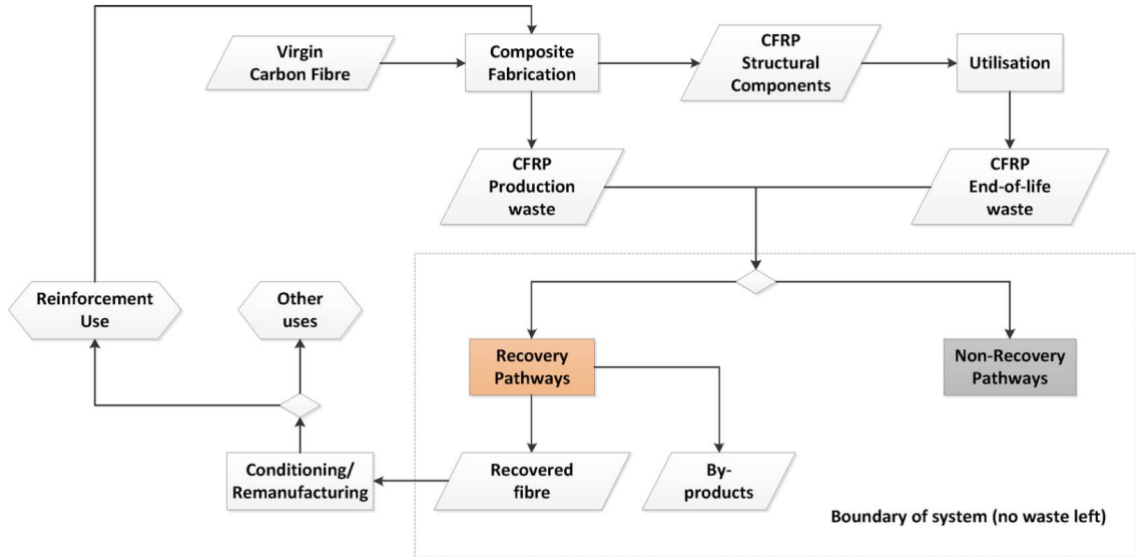 Virgin
Carbon Fibre
Composite
Fabrication
CFRP
Structural
Components
Utilisation
CFRP
Production
waste
CFRP
End-of-life
waste
Reinforcement
Use
Other
uses
Recovery
Pathways
Non-Recovery
Pathways
Conditioning/
Remanufacturing
Recovered
fibre
By-
products
Boundary of system (no waste left)